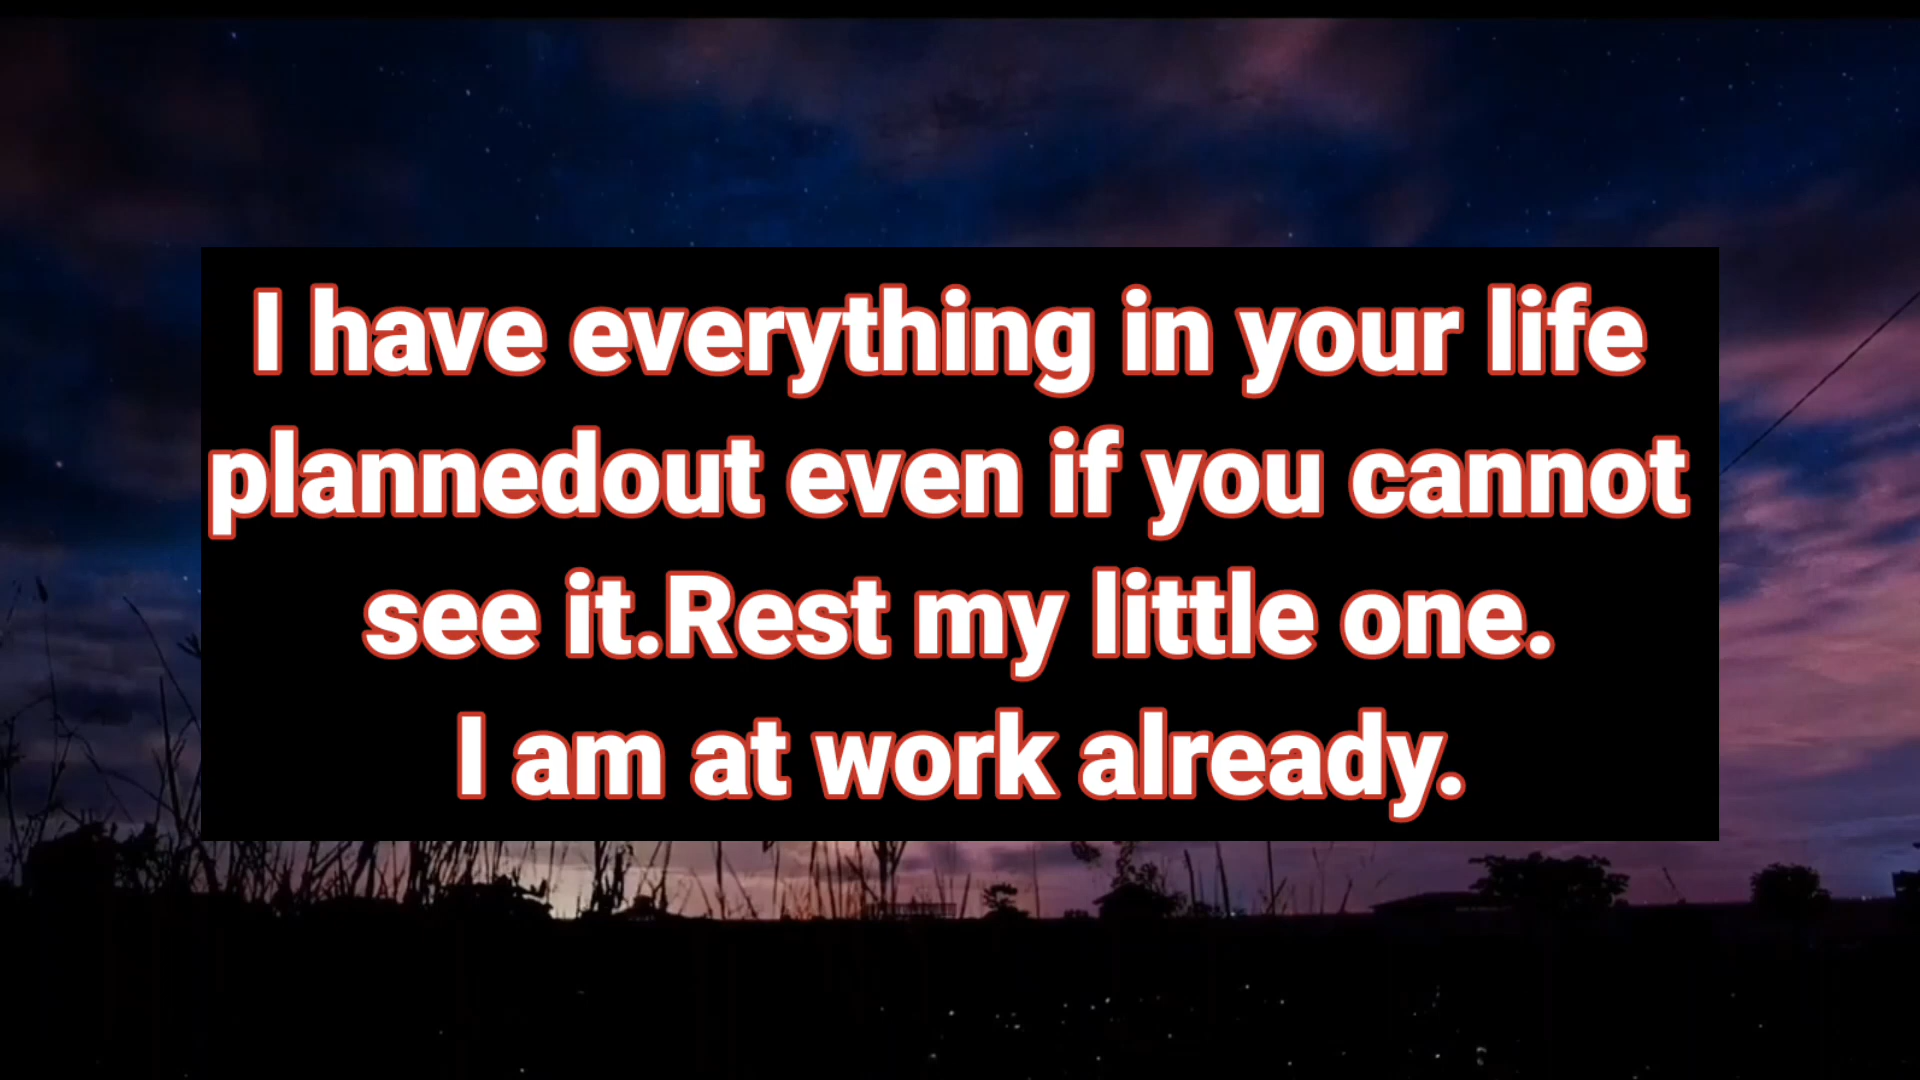 I have everything in your life
plannedout even if you cannot
see it.Rest my little one.
I am at work already.